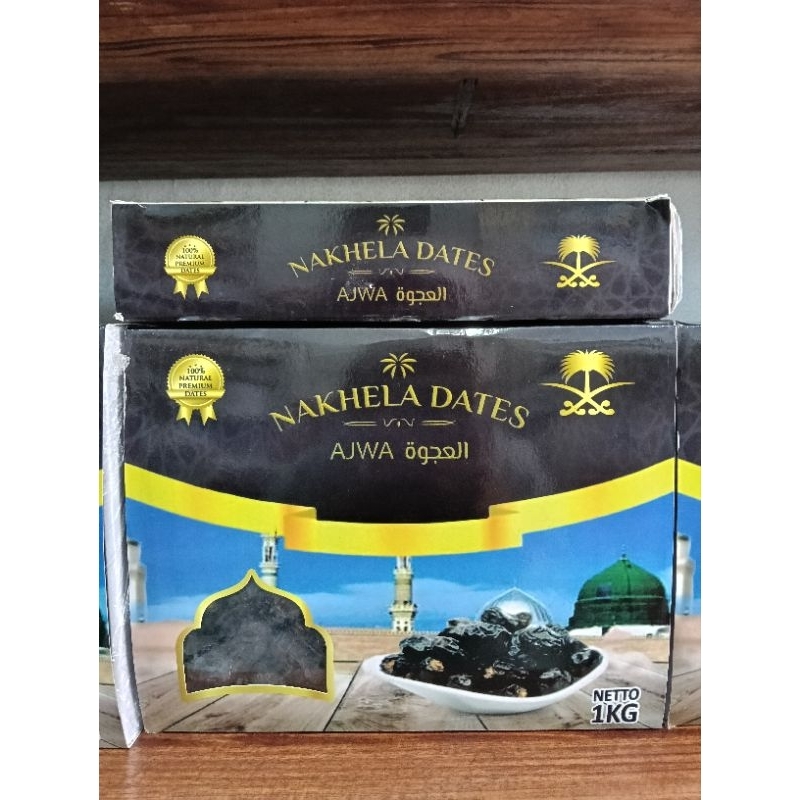 100%
NATURAL
PREMIUM
DATES
NAKHELA DATES
AJWA العجوة
100%
NATURAL
PREMIUM
DATES
NAKHELA DATES
AJWA العجوة
NETTO
1KG